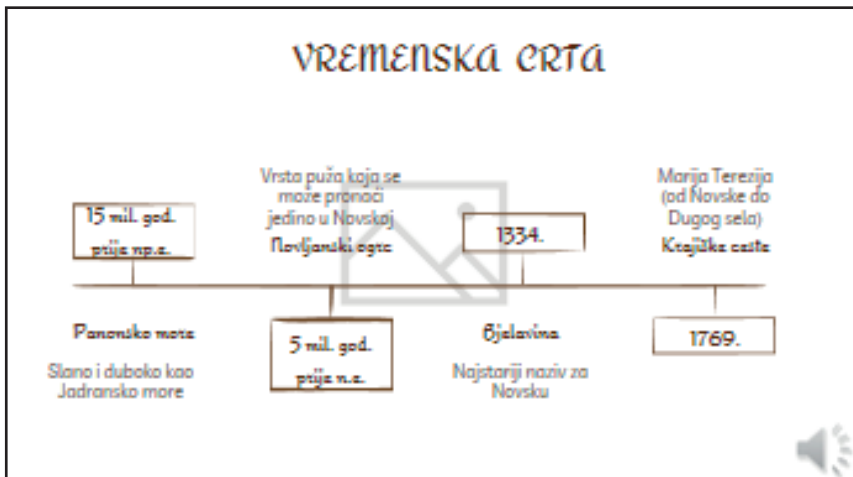 VREMENSKA CRTA
15 mil. god.
prije np.e.
Panonsko more
Slano i duboko kao
Jadransko more
Vrsta puža koja se
može pronaći
jedino u Novskoj
Novljanski ogrc
5 mil. god.
prije n.e.
1334.
Bjelavina
Najstariji naziv za
Novsku
Marija Terezija
(od Novske do
Dugog sela)
Krajiške ceste
1769.